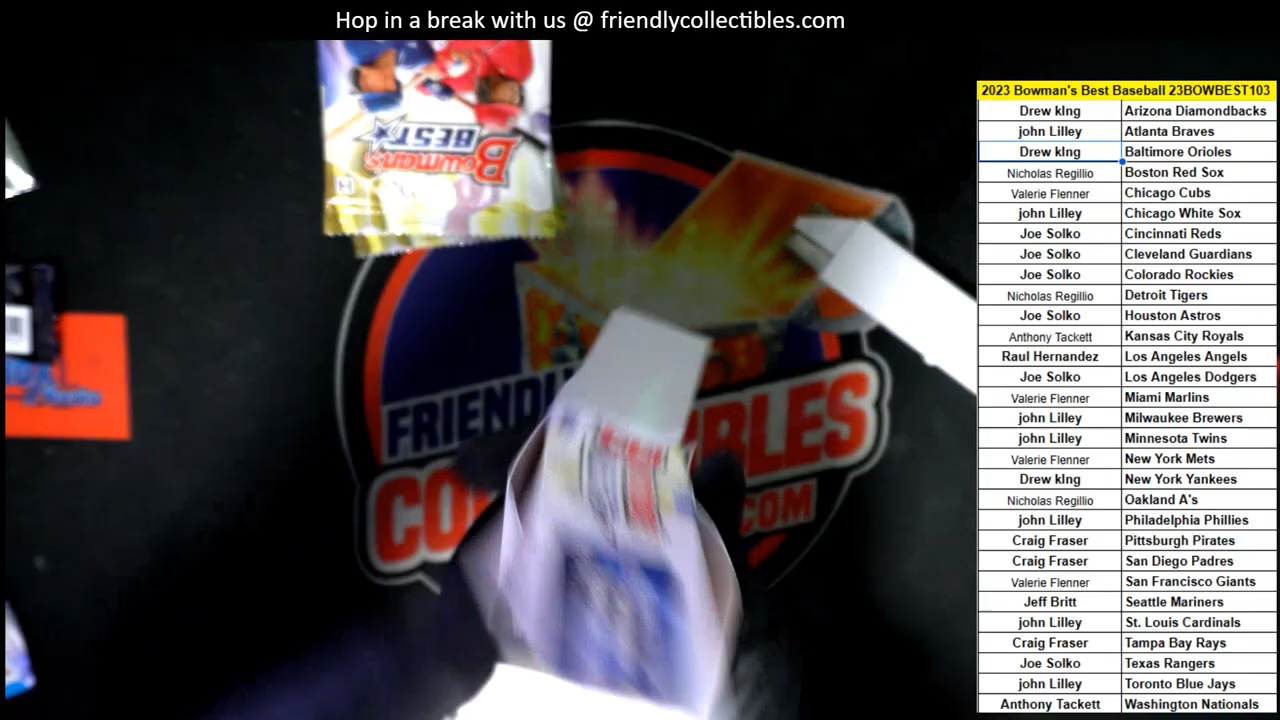 Hop in a break with us @ friendlycollectibles.com
BOWMAN'S
BEST
FRIENDLY
COLLECTIBLES
.COM
2023 Bowman's Best Baseball 23BOWBEST103
Drew kIng Arizona Diamondbacks
john Lilley Atlanta Braves
Drew kIng Baltimore Orioles
Nicholas Regillio Boston Red Sox
Valerie Flenner Chicago Cubs
john Lilley Chicago White Sox
Joe Solko Cincinnati Reds
Joe Solko Cleveland Guardians
Joe Solko Colorado Rockies
Nicholas Regillio Detroit Tigers
Joe Solko Houston Astros
Anthony Tackett Kansas City Royals
Raul Hernandez Los Angeles Angels
Joe Solko Los Angeles Dodgers
Valerie Flenner Miami Marlins
john Lilley Milwaukee Brewers
john Lilley Minnesota Twins
Valerie Flenner New York Mets
Drew kIng New York Yankees
Nicholas Regillio Oakland A's
john Lilley Philadelphia Phillies
Craig Fraser Pittsburgh Pirates
Craig Fraser San Diego Padres
Valerie Flenner San Francisco Giants
Jeff Britt Seattle Mariners
john Lilley St. Louis Cardinals
Craig Fraser Tampa Bay Rays
Joe Solko Texas Rangers
john Lilley Toronto Blue Jays
Anthony Tackett Washington Nationals